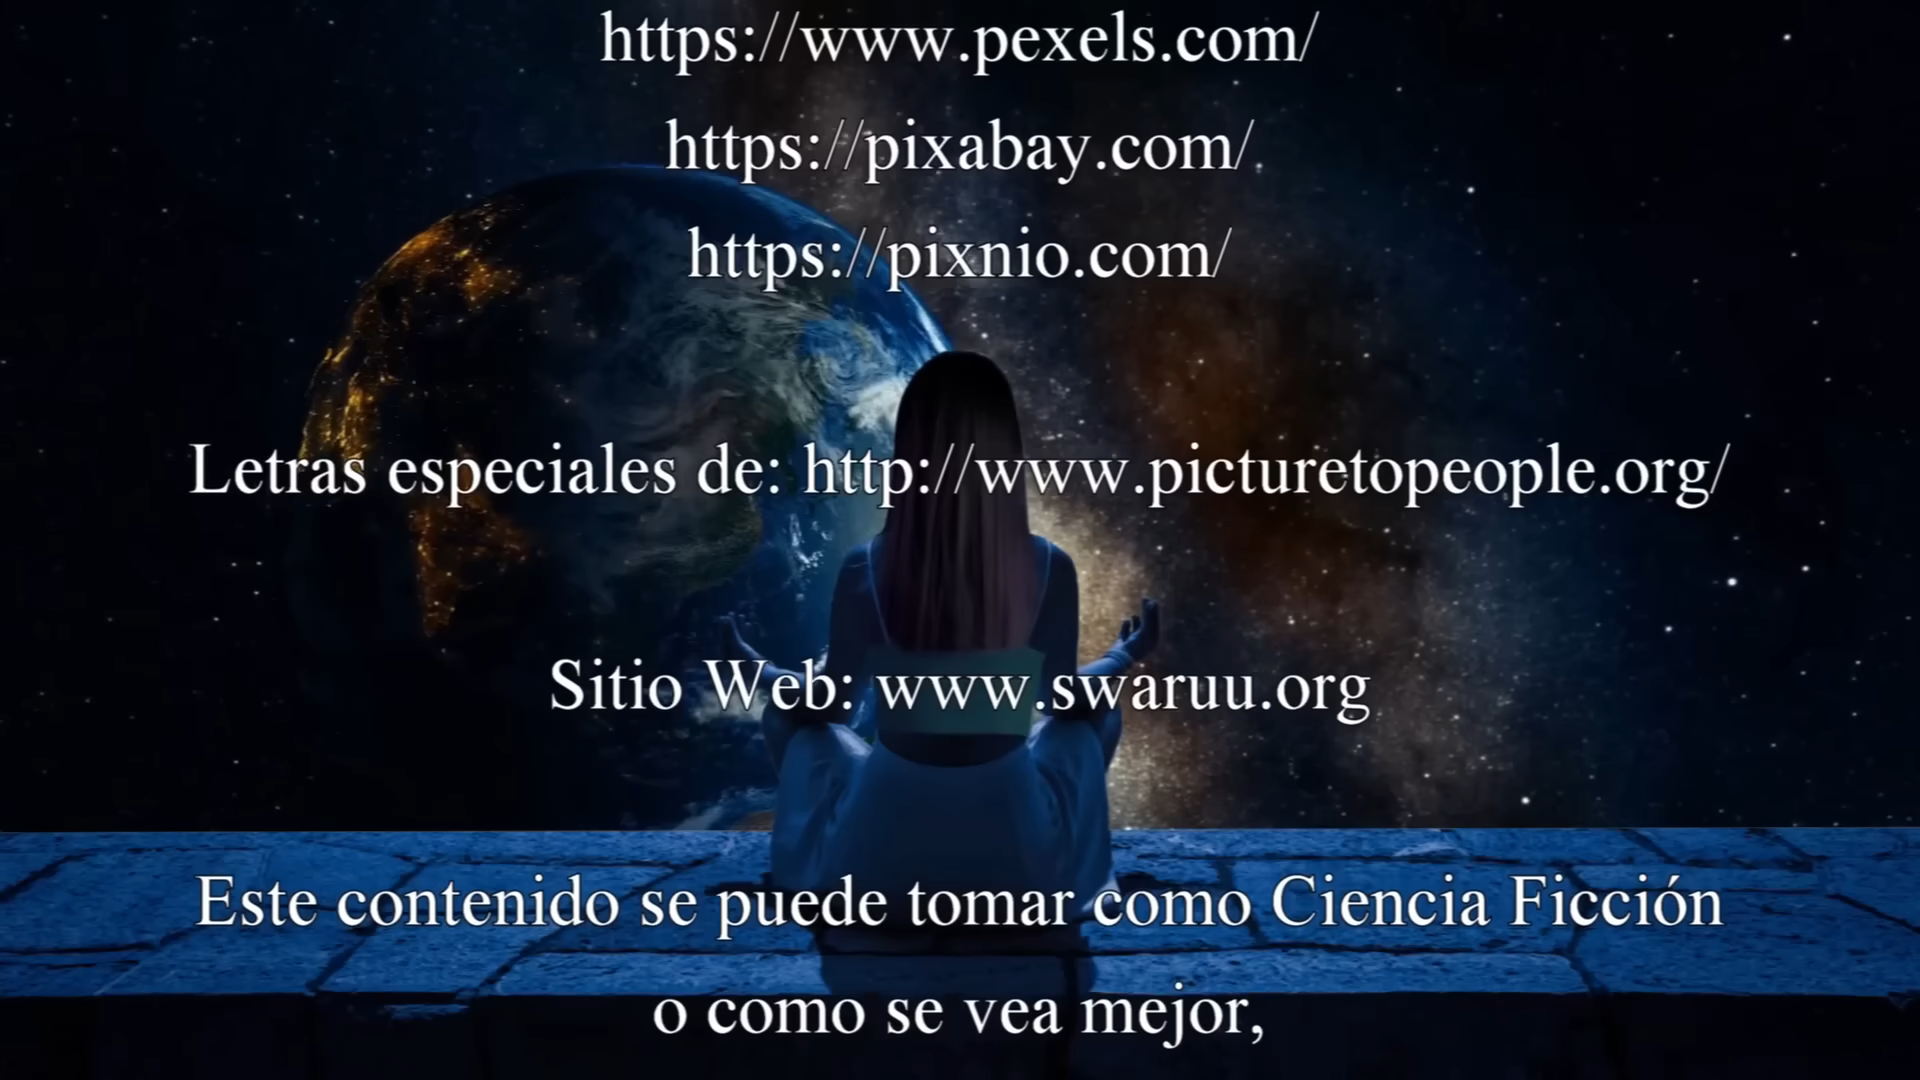 https://www.pexels.com/
https://pixabay.com/
https://pixnio.com/
Letras especiales de: http://www.picturetopeople.org/
Sitio Web: www.swaruu.org
Este contenido se puede tomar como Ciencia Ficción
o como se vea mejor,